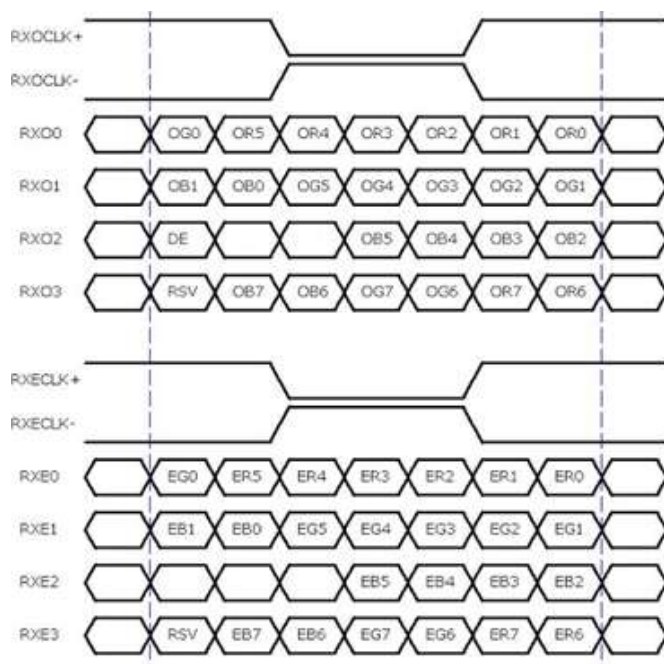 RXOCLK+
RXOCLK-
RXO0 OG0 OR5 OR4 OR3 OR2 OR1 OR0
RXO1 OB1 OB0 OG5 OG4 OG3 OG2 OG1
RXO2 DE OB5 OB4 OB3 OB2
RXO3 RSV OB7 OB6 OG7 OG6 OR7 OR6
RXECLK+
RXECLK-
RXE0 EG0 ER5 ER4 ER3 ER2 ER1 ER0
RXE1 EB1 EB0 EG5 EG4 EG3 EG2 EG1
RXE2 EB5 EB4 EB3 EB2
RXE3 RSV EB7 EB6 EG7 EG6 ER7 ER6